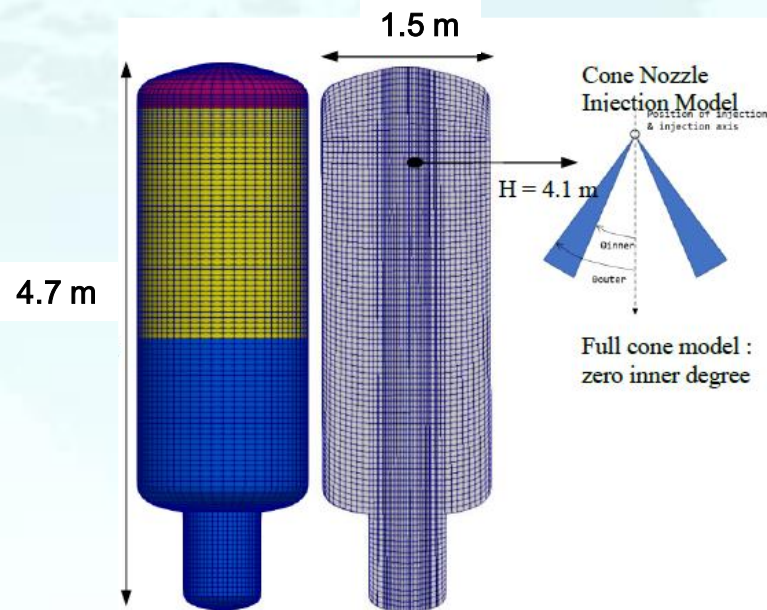 1.5 m
4.7 m
H = 4.1 m
Cone Nozzle
Injection Model
Position of injection
& injection axis
θinner
θouter
Full cone model :
zero inner degree